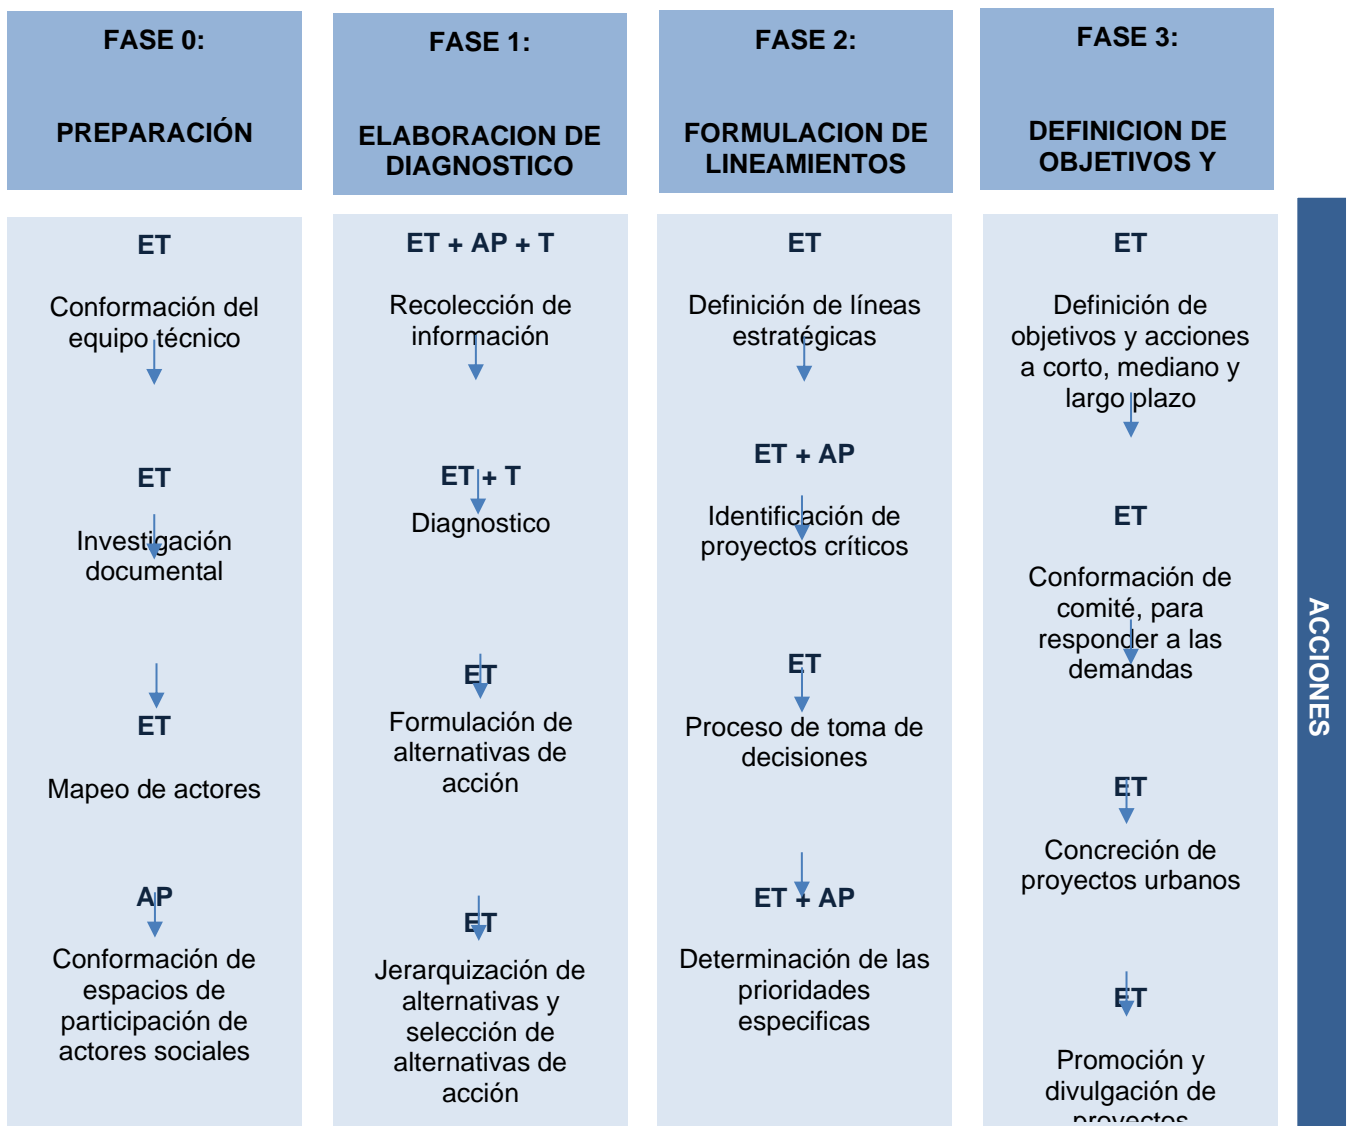 FASE 0:
PREPARACIÓN
FASE 1:
ELABORACION DE
DIAGNOSTICO
FASE 2:
FORMULACION DE
LINEAMIENTOS
FASE 3:
DEFINICION DE
OBJETIVOS Y
ET
Conformación del
equipo técnico
ET
Investigación
documental
ET
Mapeo de actores
AP
Conformación de
espacios de
participación de
actores sociales
ET + AP + T
Recolección de
información
ET + T
Diagnostico
ET
Formulación de
alternativas de
acción
ET
Jerarquización de
alternativas y
selección de
alternativas de
acción
ET
Definición de líneas
estratégicas
ET + AP
Identificación de
proyectos críticos
ET
Proceso de toma de
decisiones
ET + AP
Determinación de las
prioridades
especificas
ET
Definición de
objetivos y acciones
a corto, mediano y
largo plazo
ET
Conformación de
comité, para
responder a las
demandas
ET
Concreción de
proyectos urbanos
ET
Promoción y
divulgación de
proyectos
ACCIONES